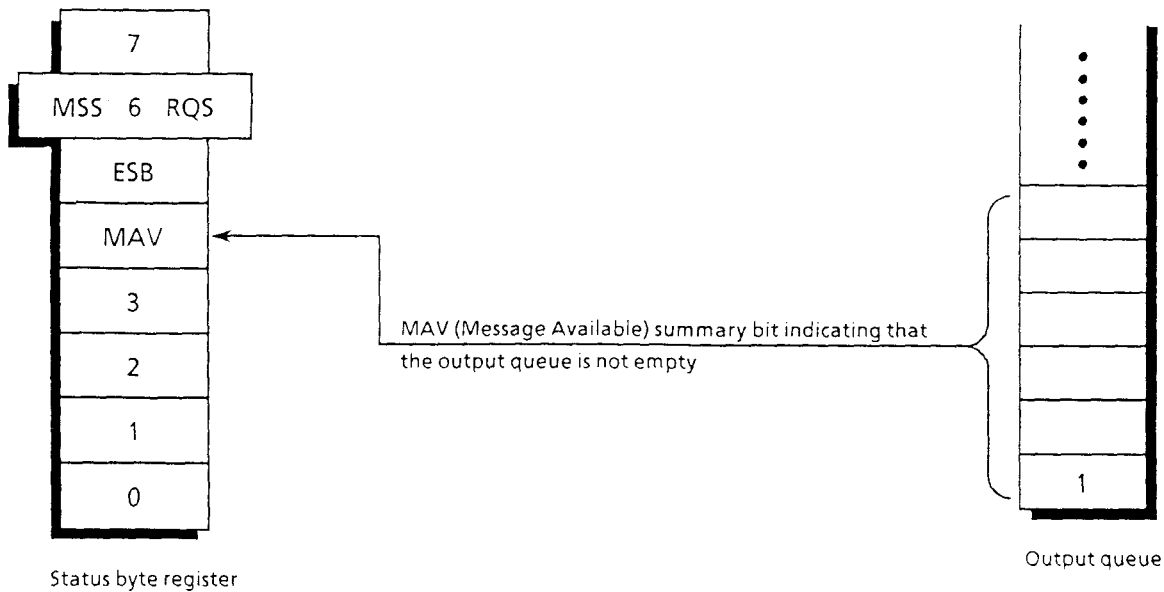 7
MSS 6 RQS
ESB
MAV
3
2
1
0
Status byte register
MAV (Message Available) summary bit indicating that
the output queue is not empty
1
Output queue